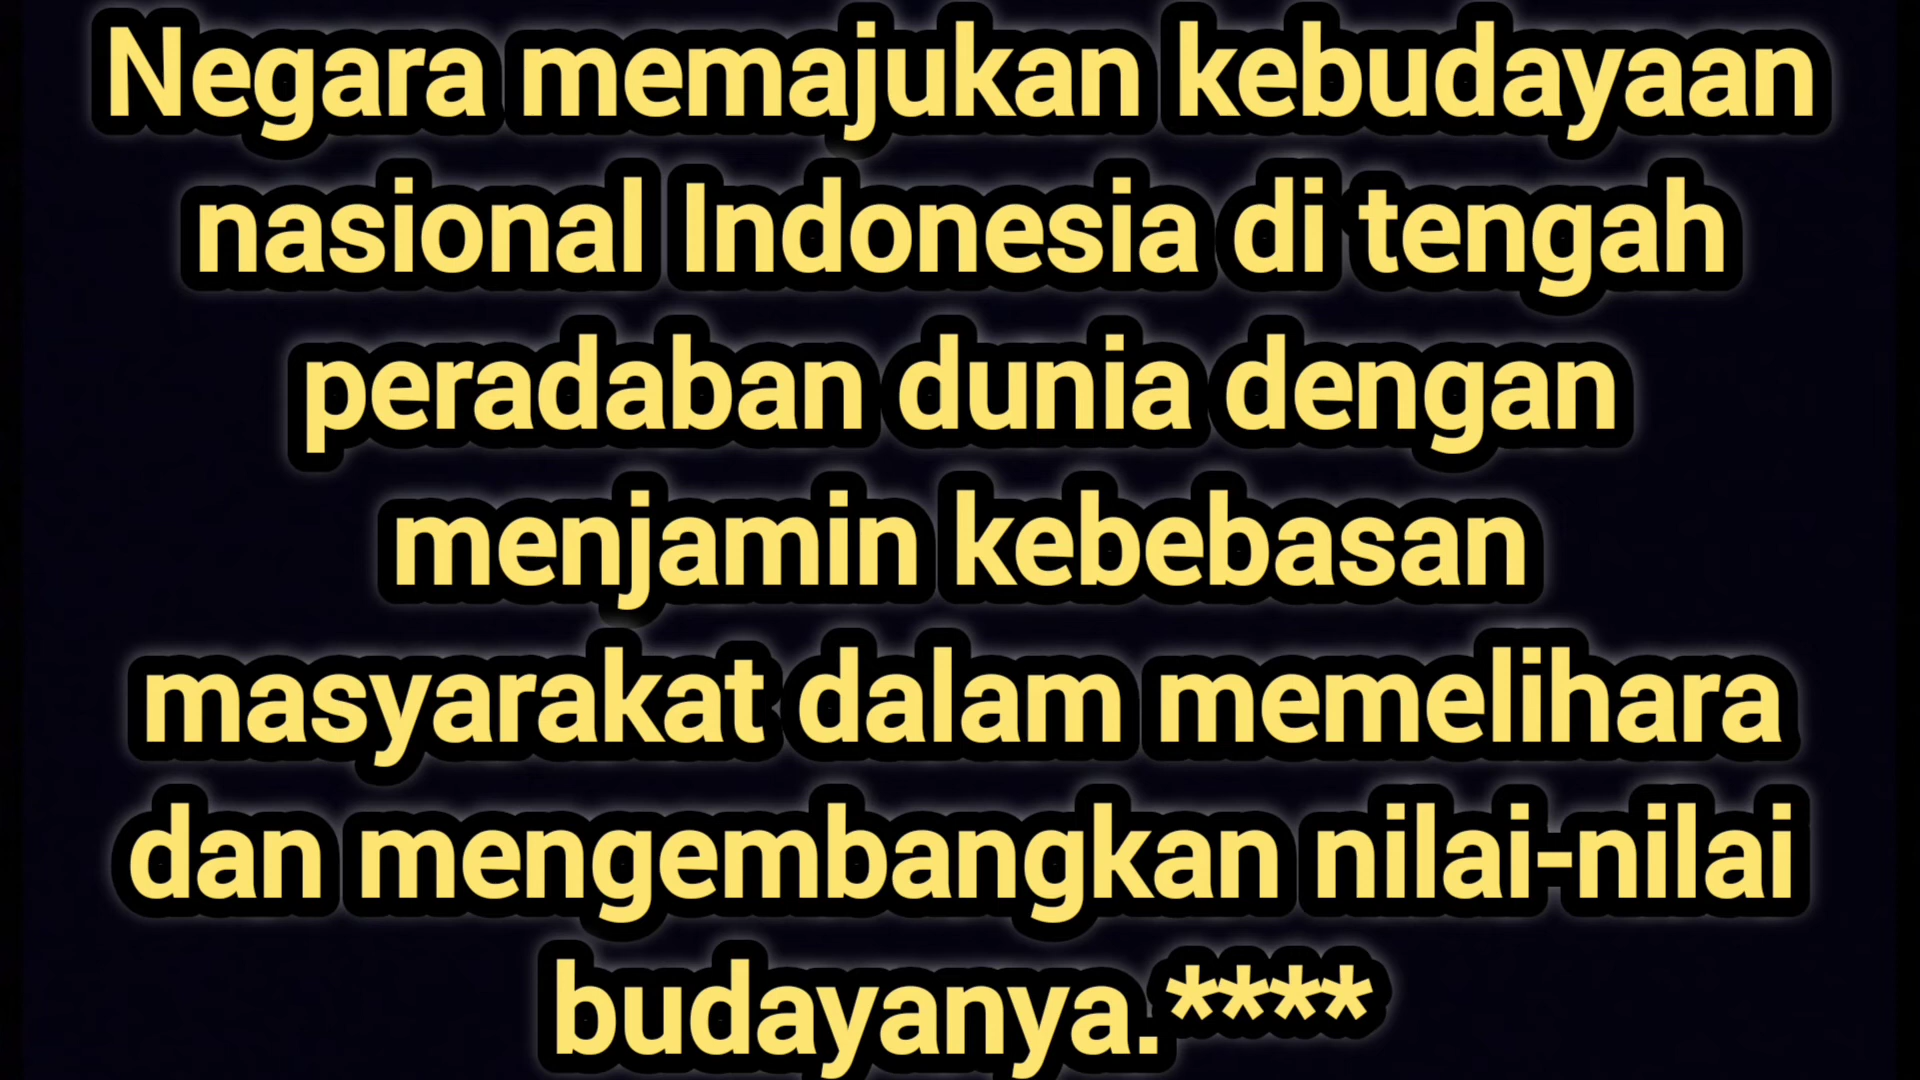 Negara memajukan kebudayaan
nasional Indonesia di tengah
peradaban dunia dengan
menjamin kebebasan
masyarakat dalam memelihara
dan mengembangkan nilai-nilai
budayanya.****